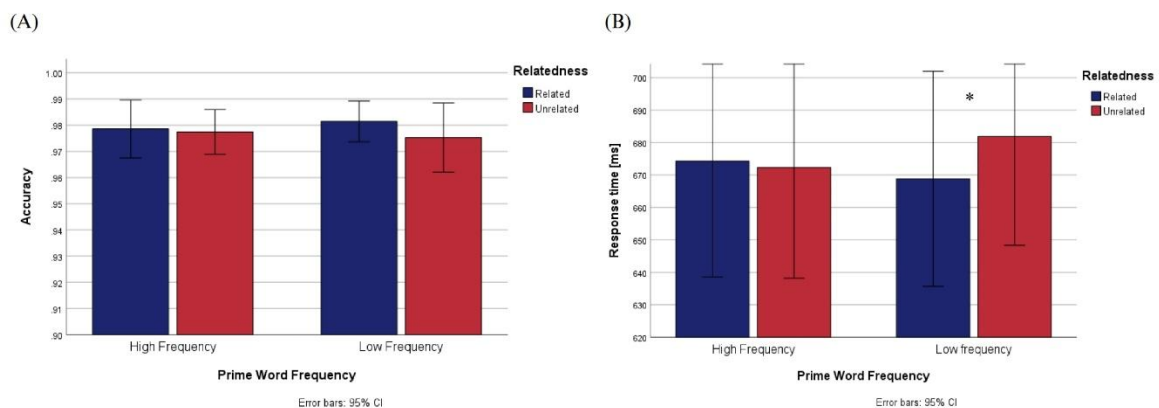 (A)
1.00
.99
.98
.97
.96
.95
.94
.93
.92
.91
.90
Accuracy
High Frequency
Low Frequency
Prime Word Frequency
Error bars: 95% CI
Relatedness
Related
Unrelated
(B)
700
690
680
670
660
650
640
630
620
Response time [ms]
*
High Frequency
Low frequency
Prime Word Frequency
Error bars: 95% CI
Relatedness
Related
Unrelated